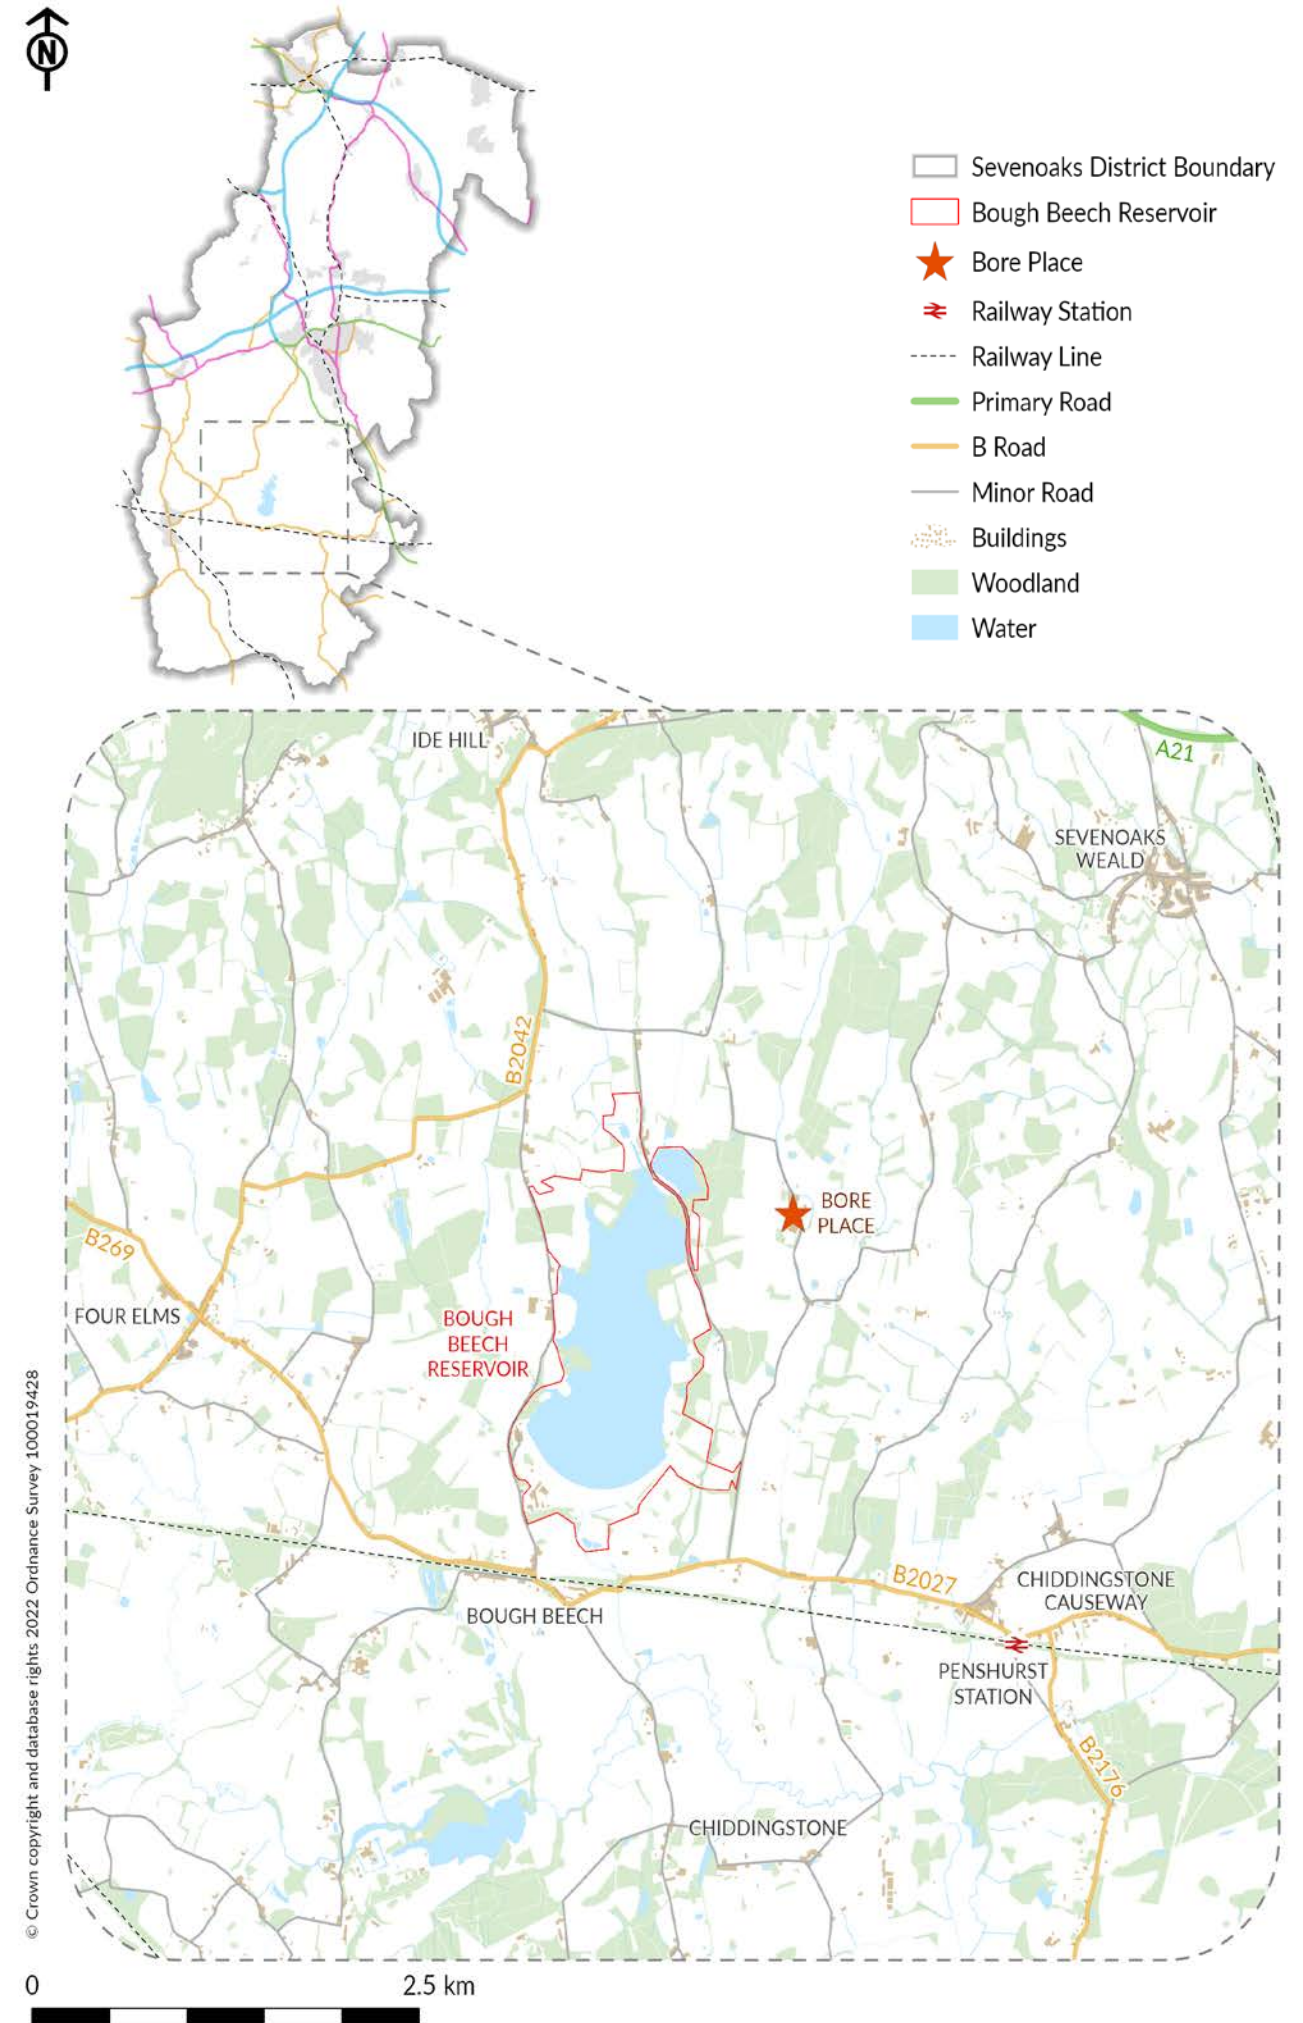 N
Sevenoaks District Boundary
Bough Beech Reservoir
Bore Place
Railway Station
Railway Line
Primary Road
B Road
Minor Road
Buildings
Woodland
Water
IDE HILL
A21
SEVENOAKS
WEALD
B2042
BORE
PLACE
B269
FOUR ELMS
BOUGH
BEECH
RESERVOIR
B2027
CHIDDINGSTONE
CAUSEWAY
BOUGH BEECH
PENSHURST
STATION
B2176
CHIDDINGSTONE
© Crown copyright and database rights 2022 Ordnance Survey 100019428
0
2.5 km